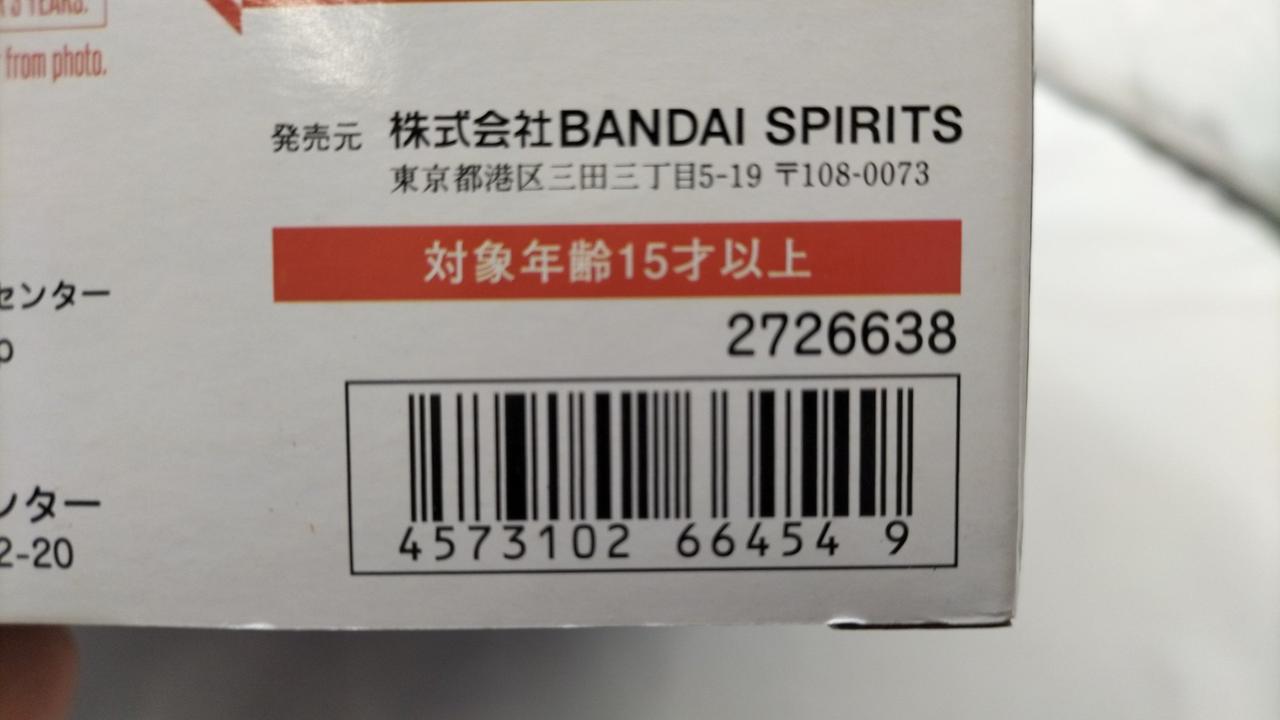 3 YEARS.
from photo.
発売元 株式会社BANDAI SPIRITS
東京都港区三田三丁目5-19 〒108-0073
対象年齢15才以上
2726638
センター
p
4573102 66454 9
ンター
2-20